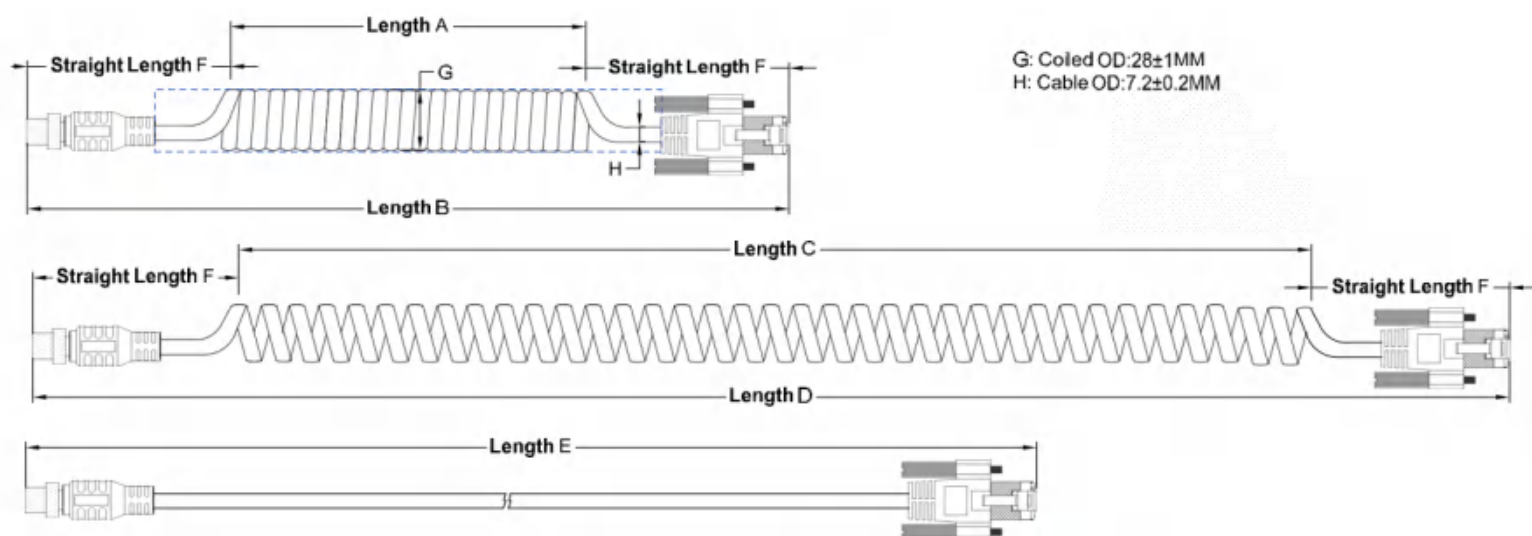 Length A
Straight Length F
G
Straight Length F
G: Coiled OD:28±1MM
H: Cable OD:7.2±0.2MM
H
Length B
Length C
Straight Length F
Straight Length F
Length D
Length E